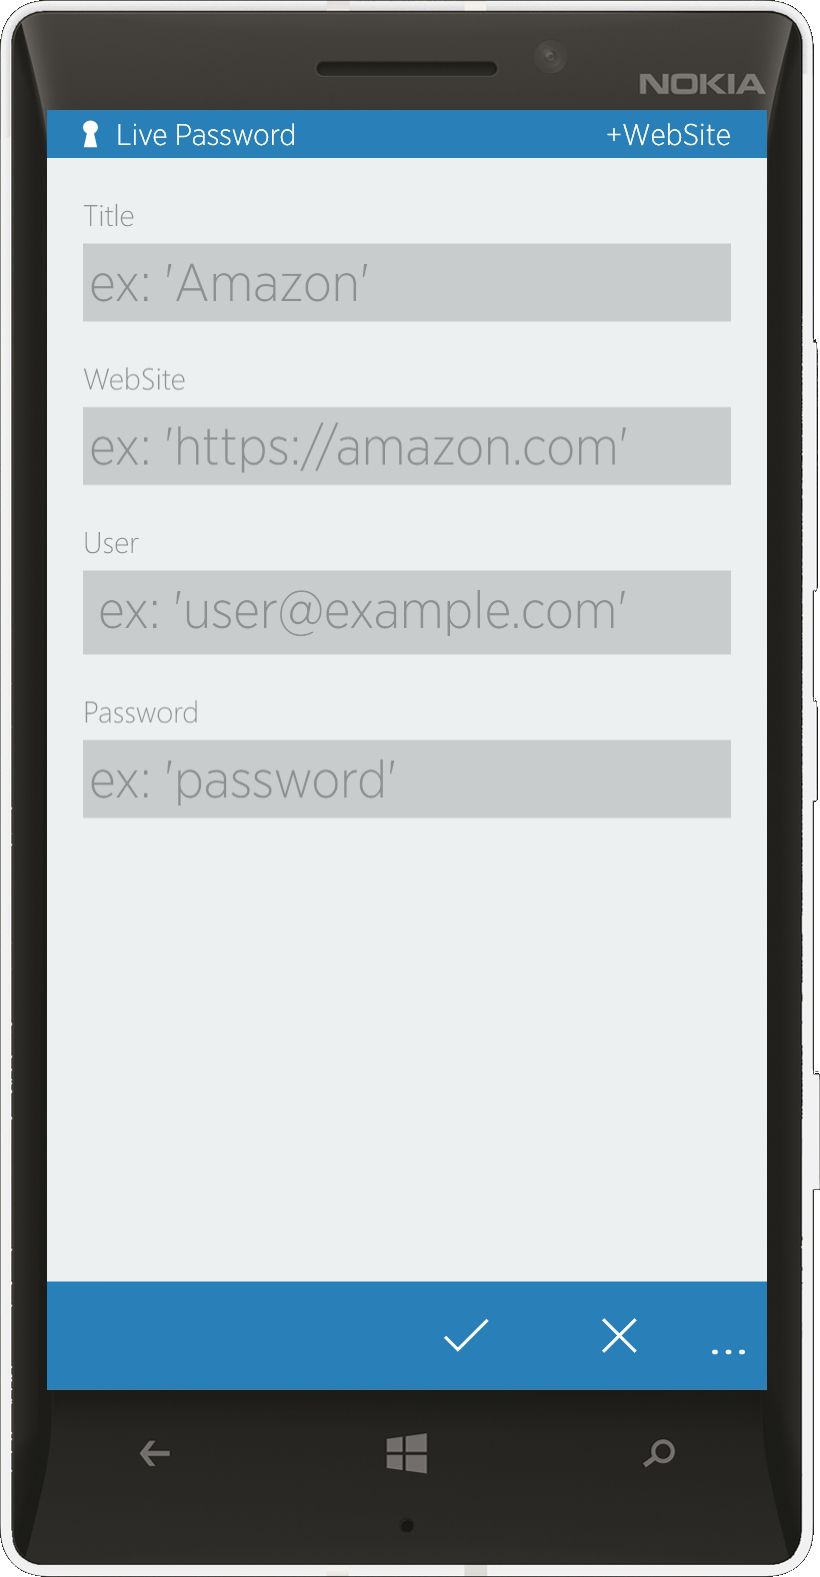 NOKIA
Live Password +WebSite
Title
ex: 'Amazon'
WebSite
ex: 'https://amazon.com'
User
ex: 'user@example.com'
Password
ex: 'password'
...